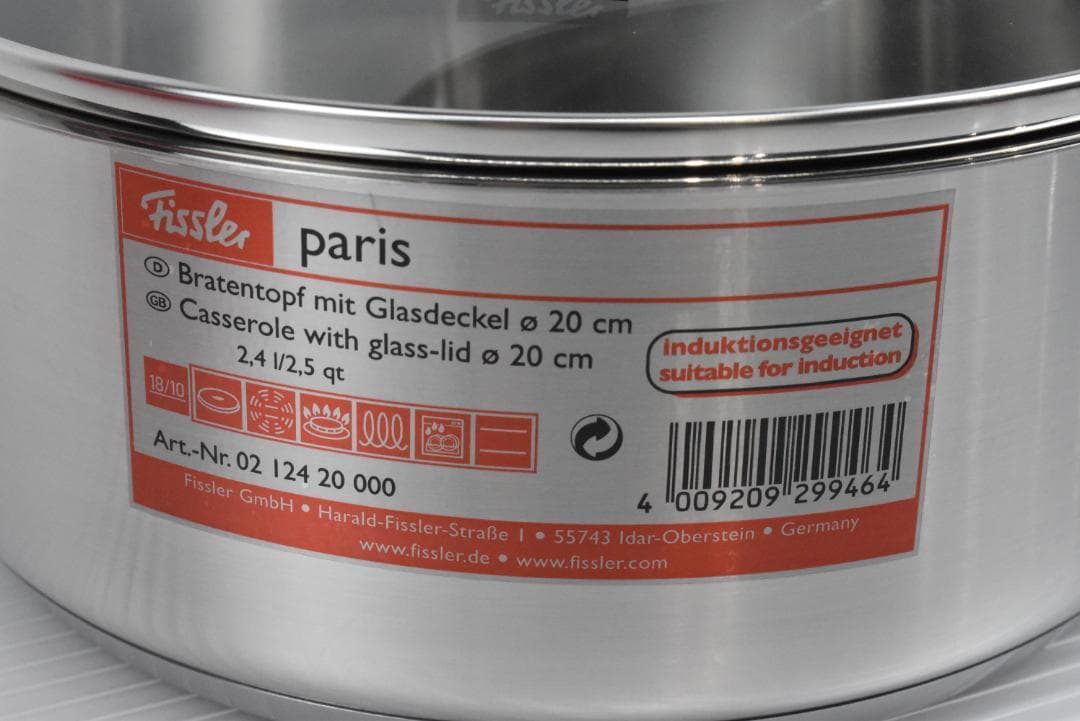 Fissler
Fissler
paris
D Bratentopf mit Glasdeckel ø 20 cm
GB Casserole with glass-lid ø 20 cm
2,4 l/2,5 qt
induktionsgeeignet
suitable for induction
18/10
Art.-Nr. 02 124 20 000
4 009209 299464
Fissler GmbH • Harald-Fissler-Straße 1 • 55743 Idar-Oberstein • Germany
www.fissler.de • www.fissler.com